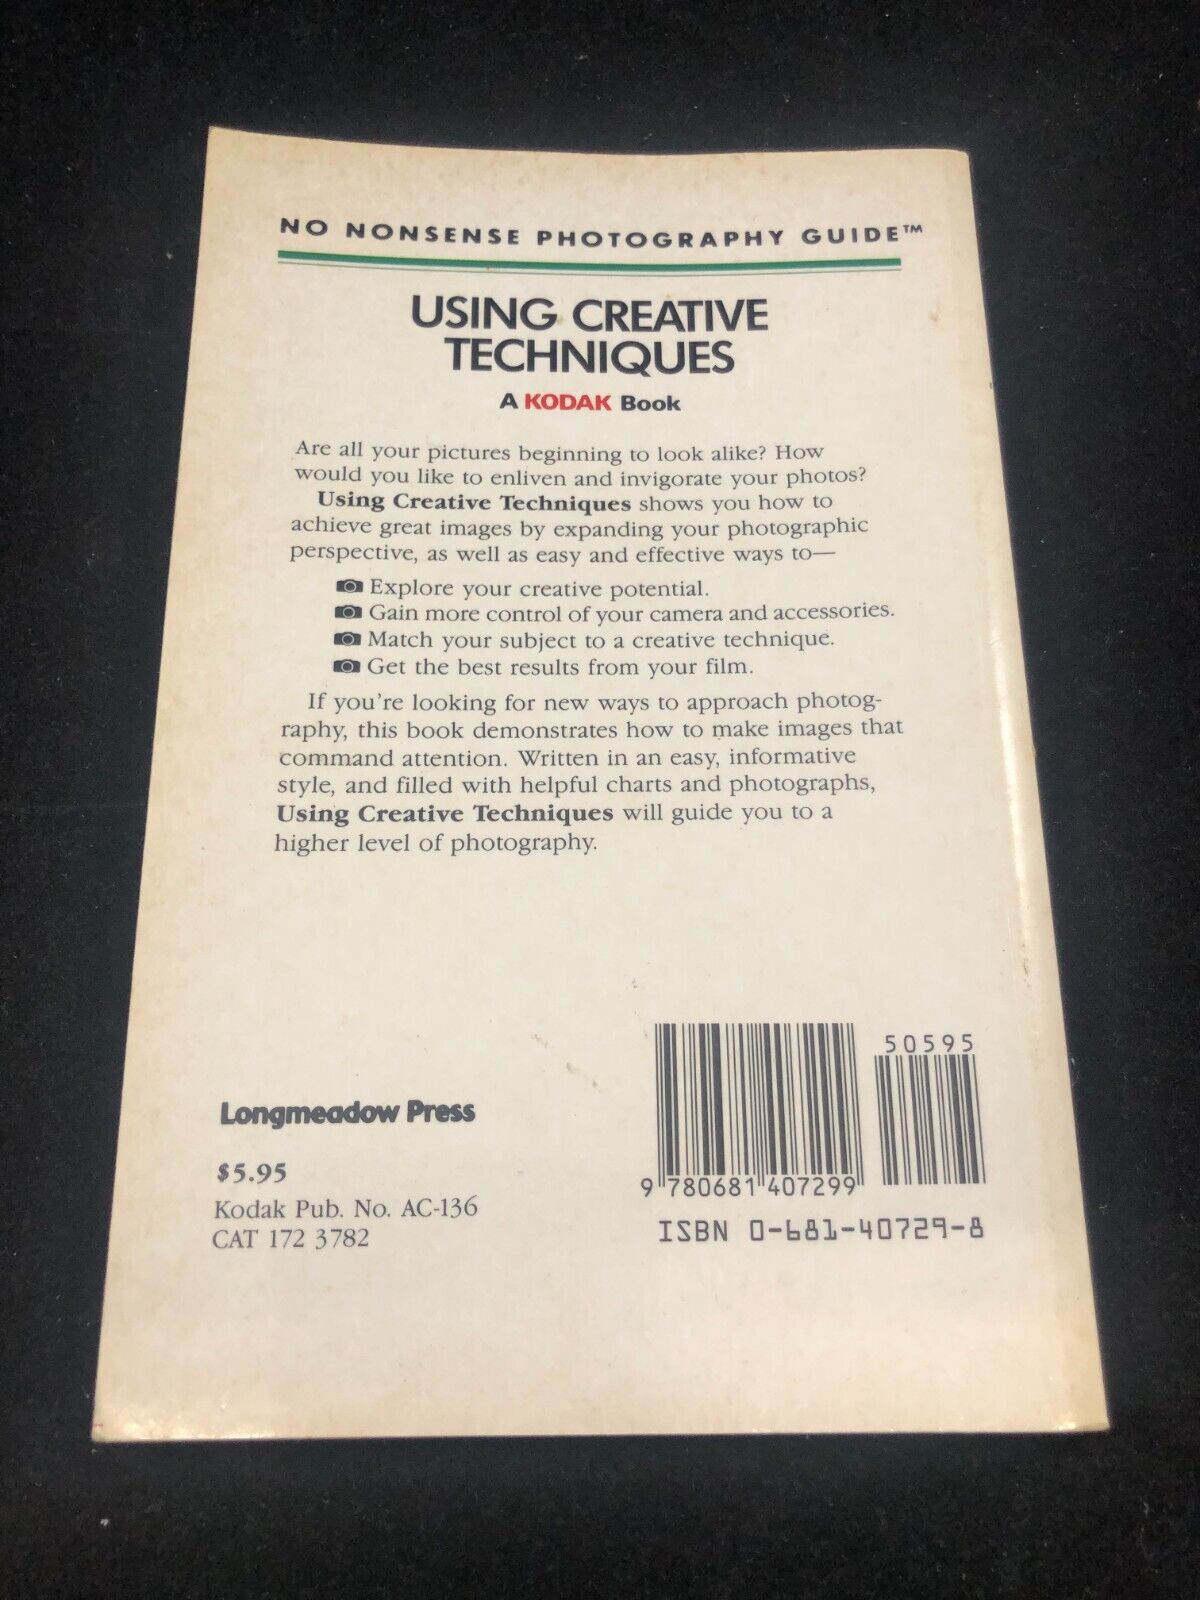 NO NONSENSE PHOTOGRAPHY GUIDE™
USING CREATIVE
TECHNIQUES
A KODAK Book
Are all your pictures beginning to look alike? How
would you like to enliven and invigorate your photos?
Using Creative Techniques shows you how to
achieve great images by expanding your photographic
perspective, as well as easy and effective ways to—
Explore your creative potential.
Gain more control of your camera and accessories.
Match your subject to a creative technique.
Get the best results from your film.
If you're looking for new ways to approach photog-
raphy, this book demonstrates how to make images that
command attention. Written in an easy, informative
style, and filled with helpful charts and photographs,
Using Creative Techniques will guide you to a
higher level of photography.
Longmeadow Press
$5.95
Kodak Pub. No. AC-136
CAT 172 3782
50595
9 780681 407299
ISBN 0-681-40729-8